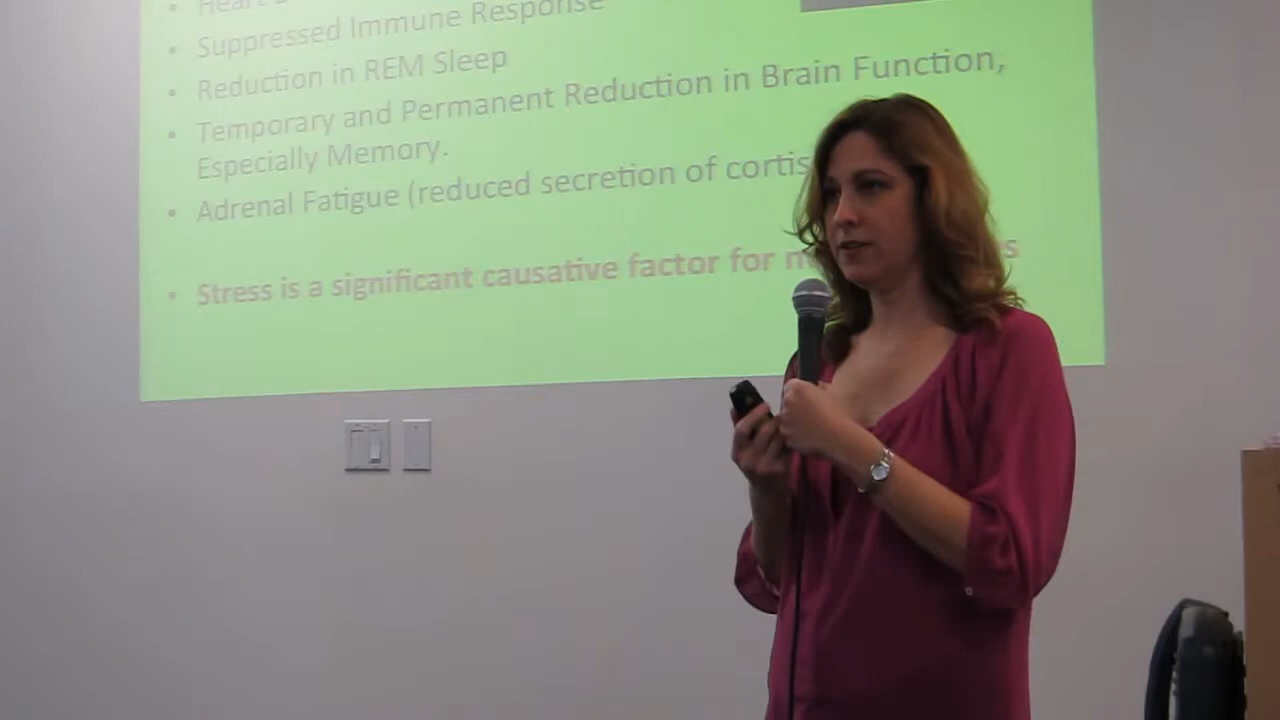 • Heart
• Suppressed Immune Response
• Reduction in REM Sleep
• Temporary and Permanent Reduction in Brain Function,
Especially Memory.
• Adrenal Fatigue (reduced secretion of cortis
• Stress is a significant causative factor for